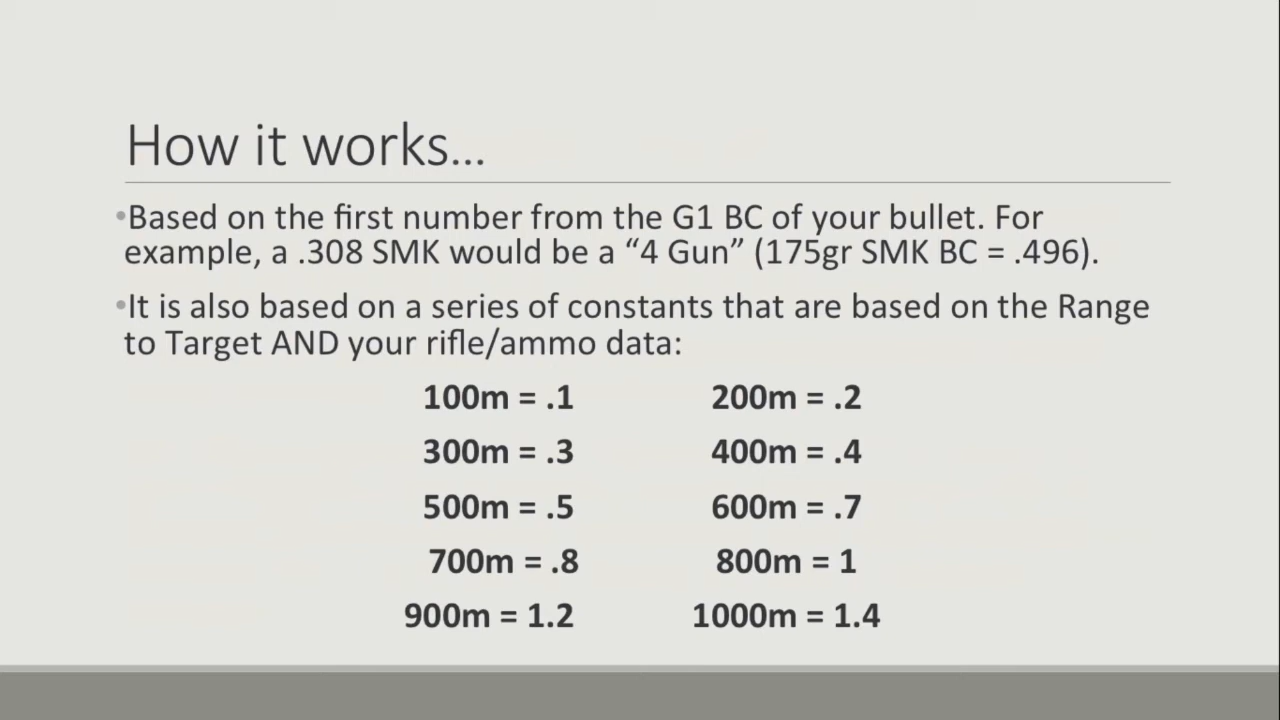 How it works...
•Based on the first number from the G1 BC of your bullet. For
example, a .308 SMK would be a “4 Gun” (175gr SMK BC = .496).
•It is also based on a series of constants that are based on the Range
to Target AND your rifle/ammo data:
100m = .1 200m = .2
300m = .3 400m = .4
500m = .5 600m = .7
700m = .8 800m = 1
900m = 1.2 1000m = 1.4